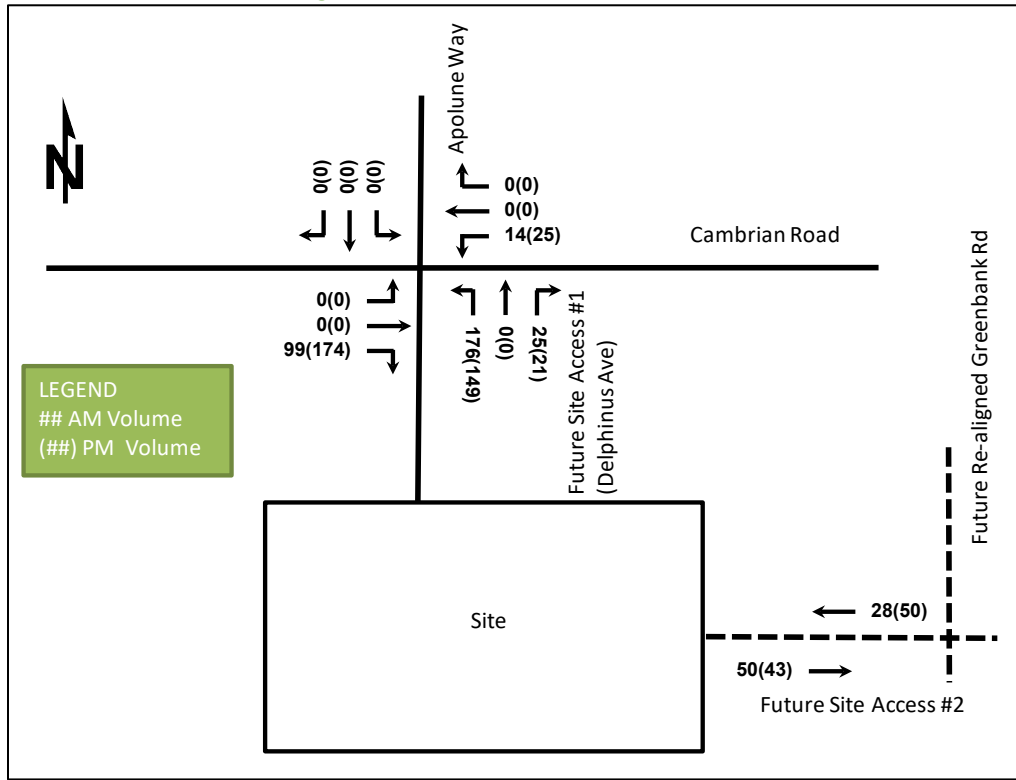 N
Apolune Way
0(0)
0(0)
0(0)
0(0)
0(0)
14(25)
Cambrian Road
0(0)
0(0)
99(174)
176(149)
0(0)
25(21)
Future Site Access #1
(Delphinus Ave)
Future Re-aligned Greenbank Rd
LEGEND
## AM Volume
(##) PM Volume
Site
28(50)
50(43)
Future Site Access #2